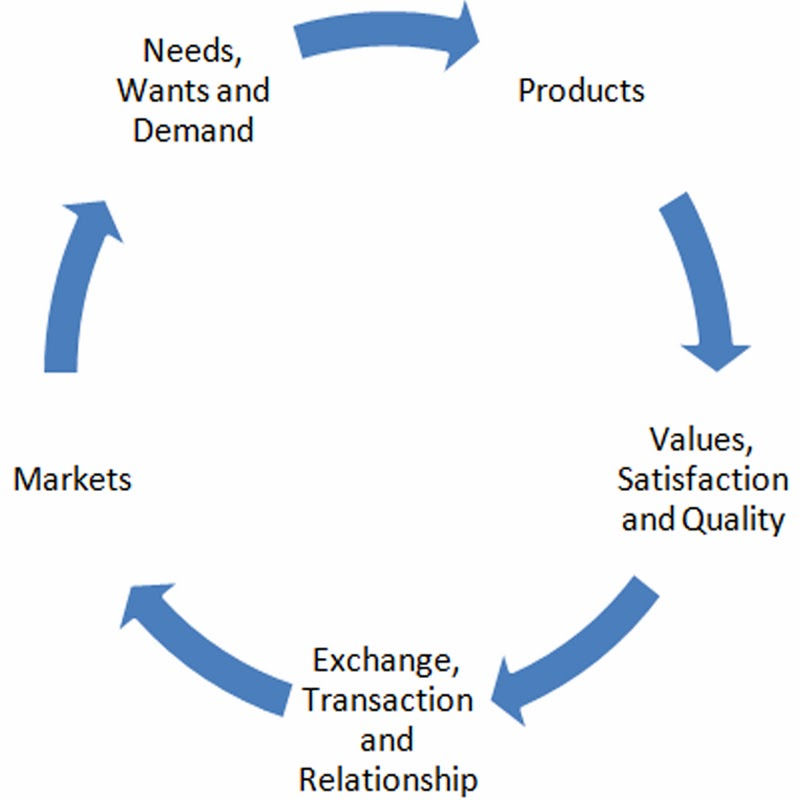 Needs,
Wants and
Demand
Products
Values,
Satisfaction
and Quality
Exchange,
Transaction
and
Relationship
Markets